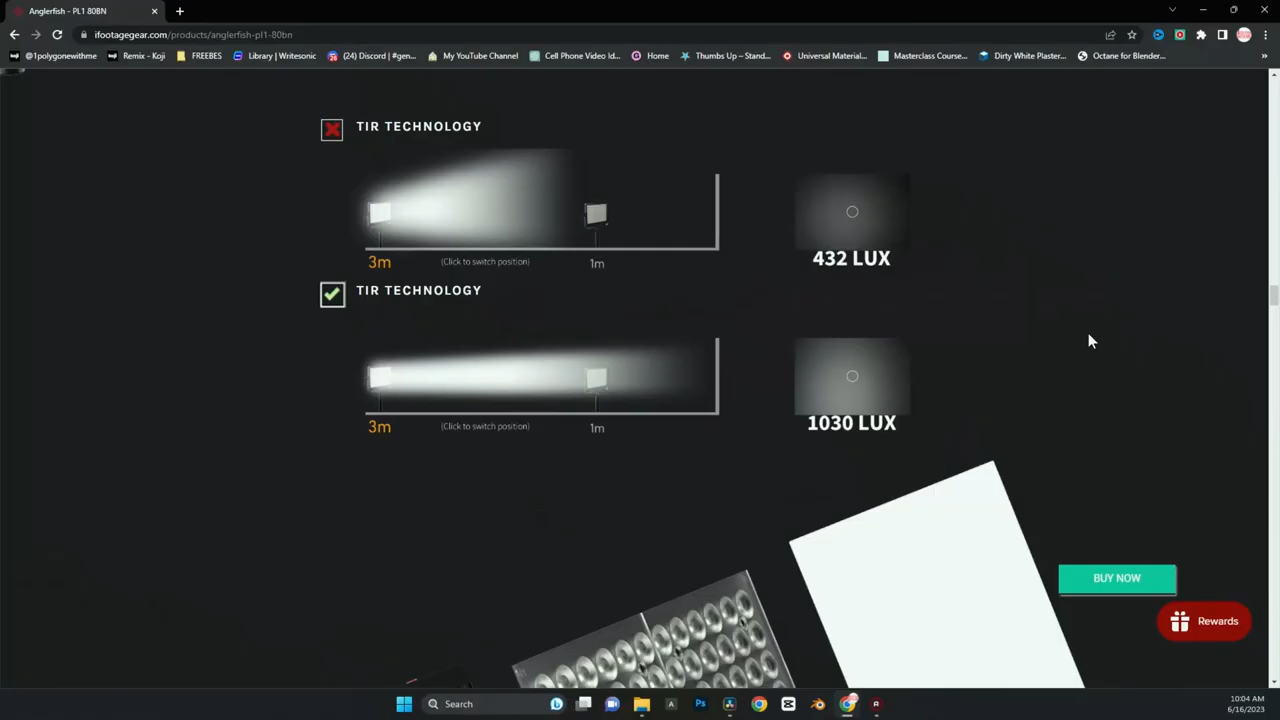 Anglerfish - PL1 80BN
ifootagegear.com/products/anglerfish-pl1-80bn
@1polygonewithme
Remix - Koji
FREEBES
Library | Writesonic
(24) Discord | #gen...
My YouTube Channel
Cell Phone Video Id...
Home
Thumbs Up – Stand...
Universal Material...
Masterclass Course...
Dirty White Plaster...
Octane for Blender...
TIR TECHNOLOGY
3m
(Click to switch position)
1m
432 LUX
TIR TECHNOLOGY
3m
(Click to switch position)
1m
1030 LUX
BUY NOW
Rewards
Search
10:04 AM
6/16/2023